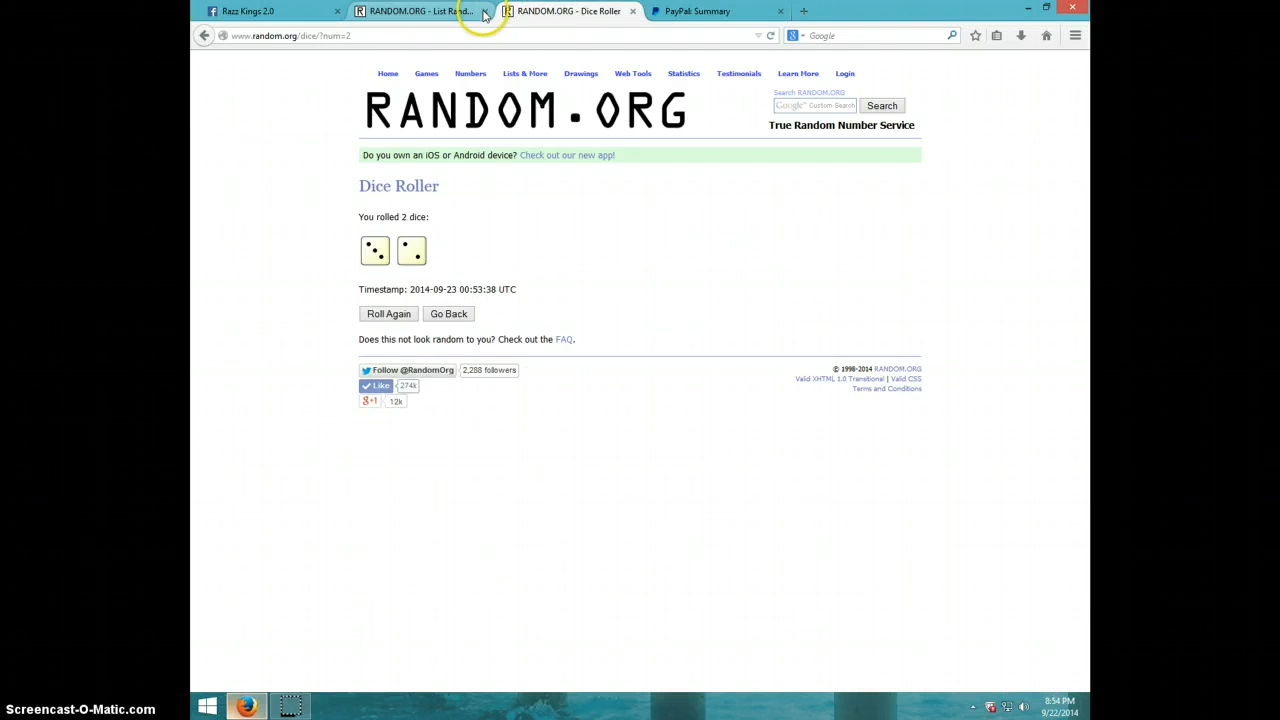 Razz Kings 2.0
RANDOM.ORG - List Rand...
RANDOM.ORG - Dice Roller
PayPal: Summary
www.random.org/dice/?num=2
Google
Home Games Numbers Lists & More Drawings Web Tools Statistics Testimonials Learn More Login
RANDOM.ORG
Search RANDOM.ORG
Google™ Custom Search Search
True Random Number Service
Do you own an iOS or Android device? Check out our new app!
Dice Roller
You rolled 2 dice:
Timestamp: 2014-09-23 00:53:38 UTC
Roll Again Go Back
Does this not look random to you? Check out the FAQ.
Follow @RandomOrg 2,288 followers
Like 274k
g+1 12k
© 1998-2014 RANDOM.ORG
Valid XHTML 1.0 Transitional | Valid CSS
Terms and Conditions
Screencast-O-Matic.com
8:54 PM
9/22/2014